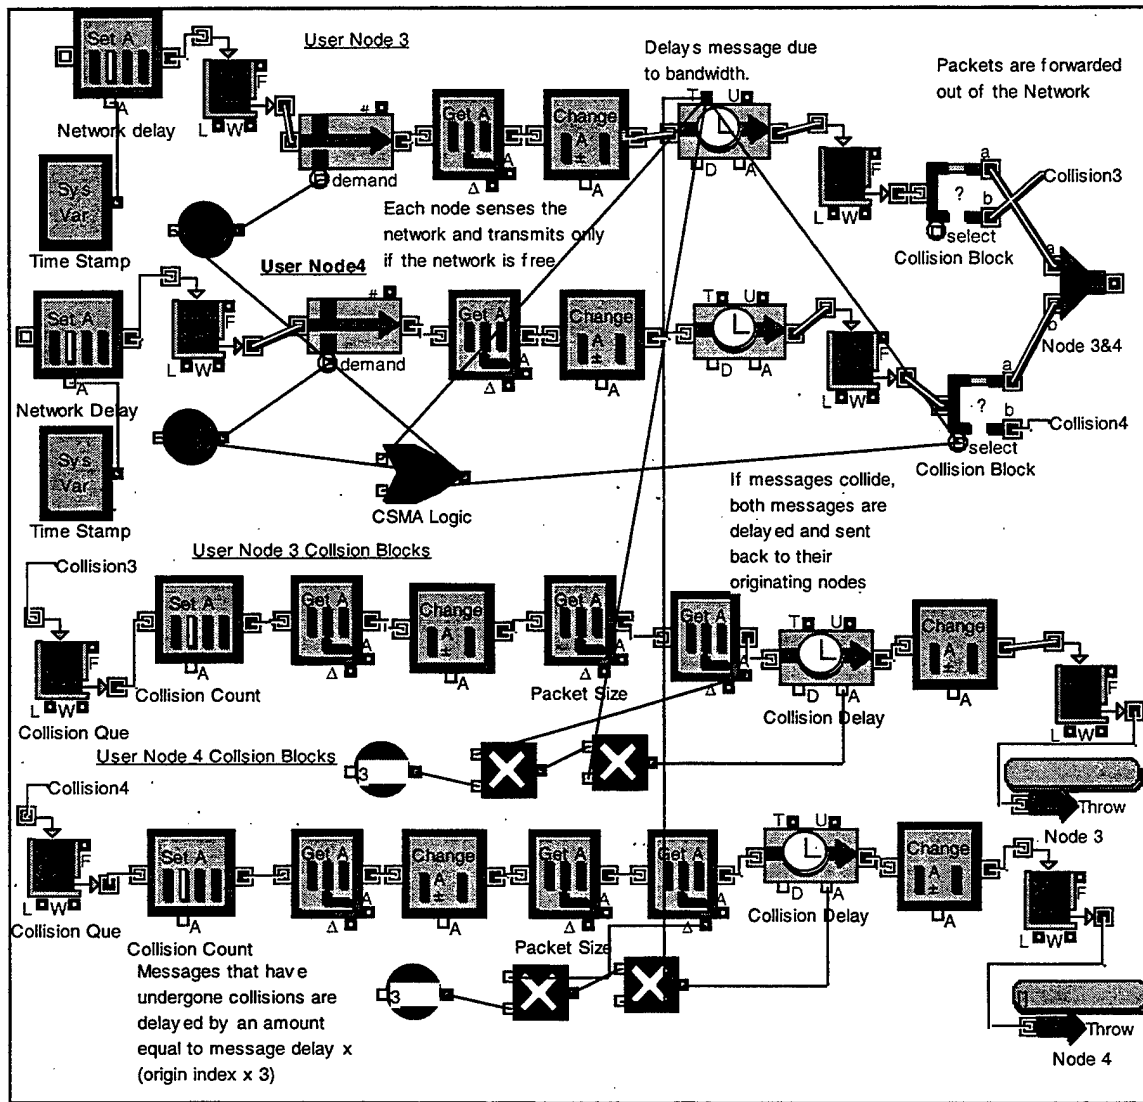 User Node 3
Set A
A
Network delay
F
L W
#
demand
Get A
A
Δ
Change
A
±
A
Delays message due
to bandwidth.
T U
D A
Packets are forwarded
out of the Network
F
L W
a
?
b
select
Collision Block
Collision3
Sys
Var
Time Stamp
Each node senses the
network and transmits only
if the network is free
User Node4
Set A
A
Network Delay
F
L W
#
demand
Get A
A
Δ
Change
A
±
A
T U
D A
F
L W
a
?
b
select
Collision Block
Collision4
a
b
Node 3&4
Sys
Var
Time Stamp
CSMA Logic
If messages collide,
both messages are
delayed and sent
back to their
originating nodes
User Node 3 Collsion Blocks
Collision3
F
L W
Collision Que
Set A
A
Collision Count
Get A
A
Δ
Change
A
±
A
Get A
A
Δ
Packet Size
Get A
A
Δ
T U
D A
Collision Delay
Change
A
±
A
F
L W
Throw
Node 3
3
User Node 4 Collsion Blocks
Collision4
F
L W
Collision Que
Set A
A
Collision Count
Get A
A
Δ
Change
A
±
A
Get A
A
Δ
Packet Size
Get A
A
Δ
T U
D A
Collision Delay
Change
A
±
A
F
L W
Throw
Node 4
3
Messages that have
undergone collisions are
delayed by an amount
equal to message delay x
(origin index x 3)